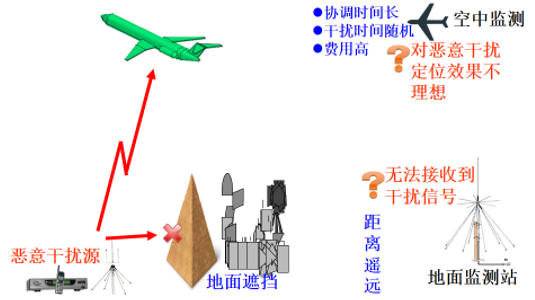 ●协调时间长
●干扰时间随机
●费用高
空中监测
?对恶意干扰
定位效果不
理想
?无法接收到
干扰信号
距
离
遥
远
恶意干扰源
地面遮挡
地面监测站